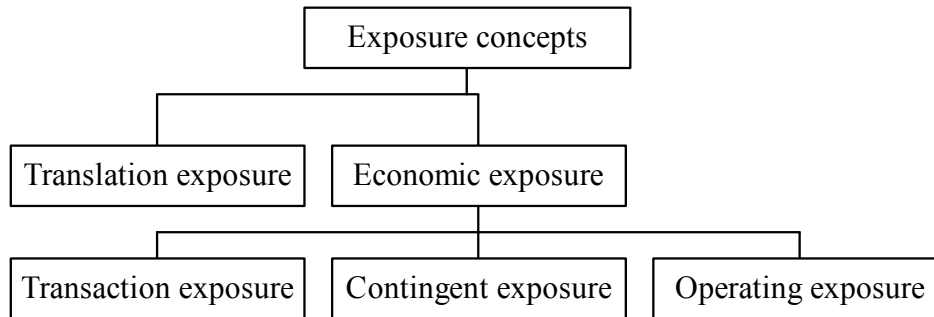 Exposure concepts
Translation exposure
Economic exposure
Transaction exposure
Contingent exposure
Operating exposure